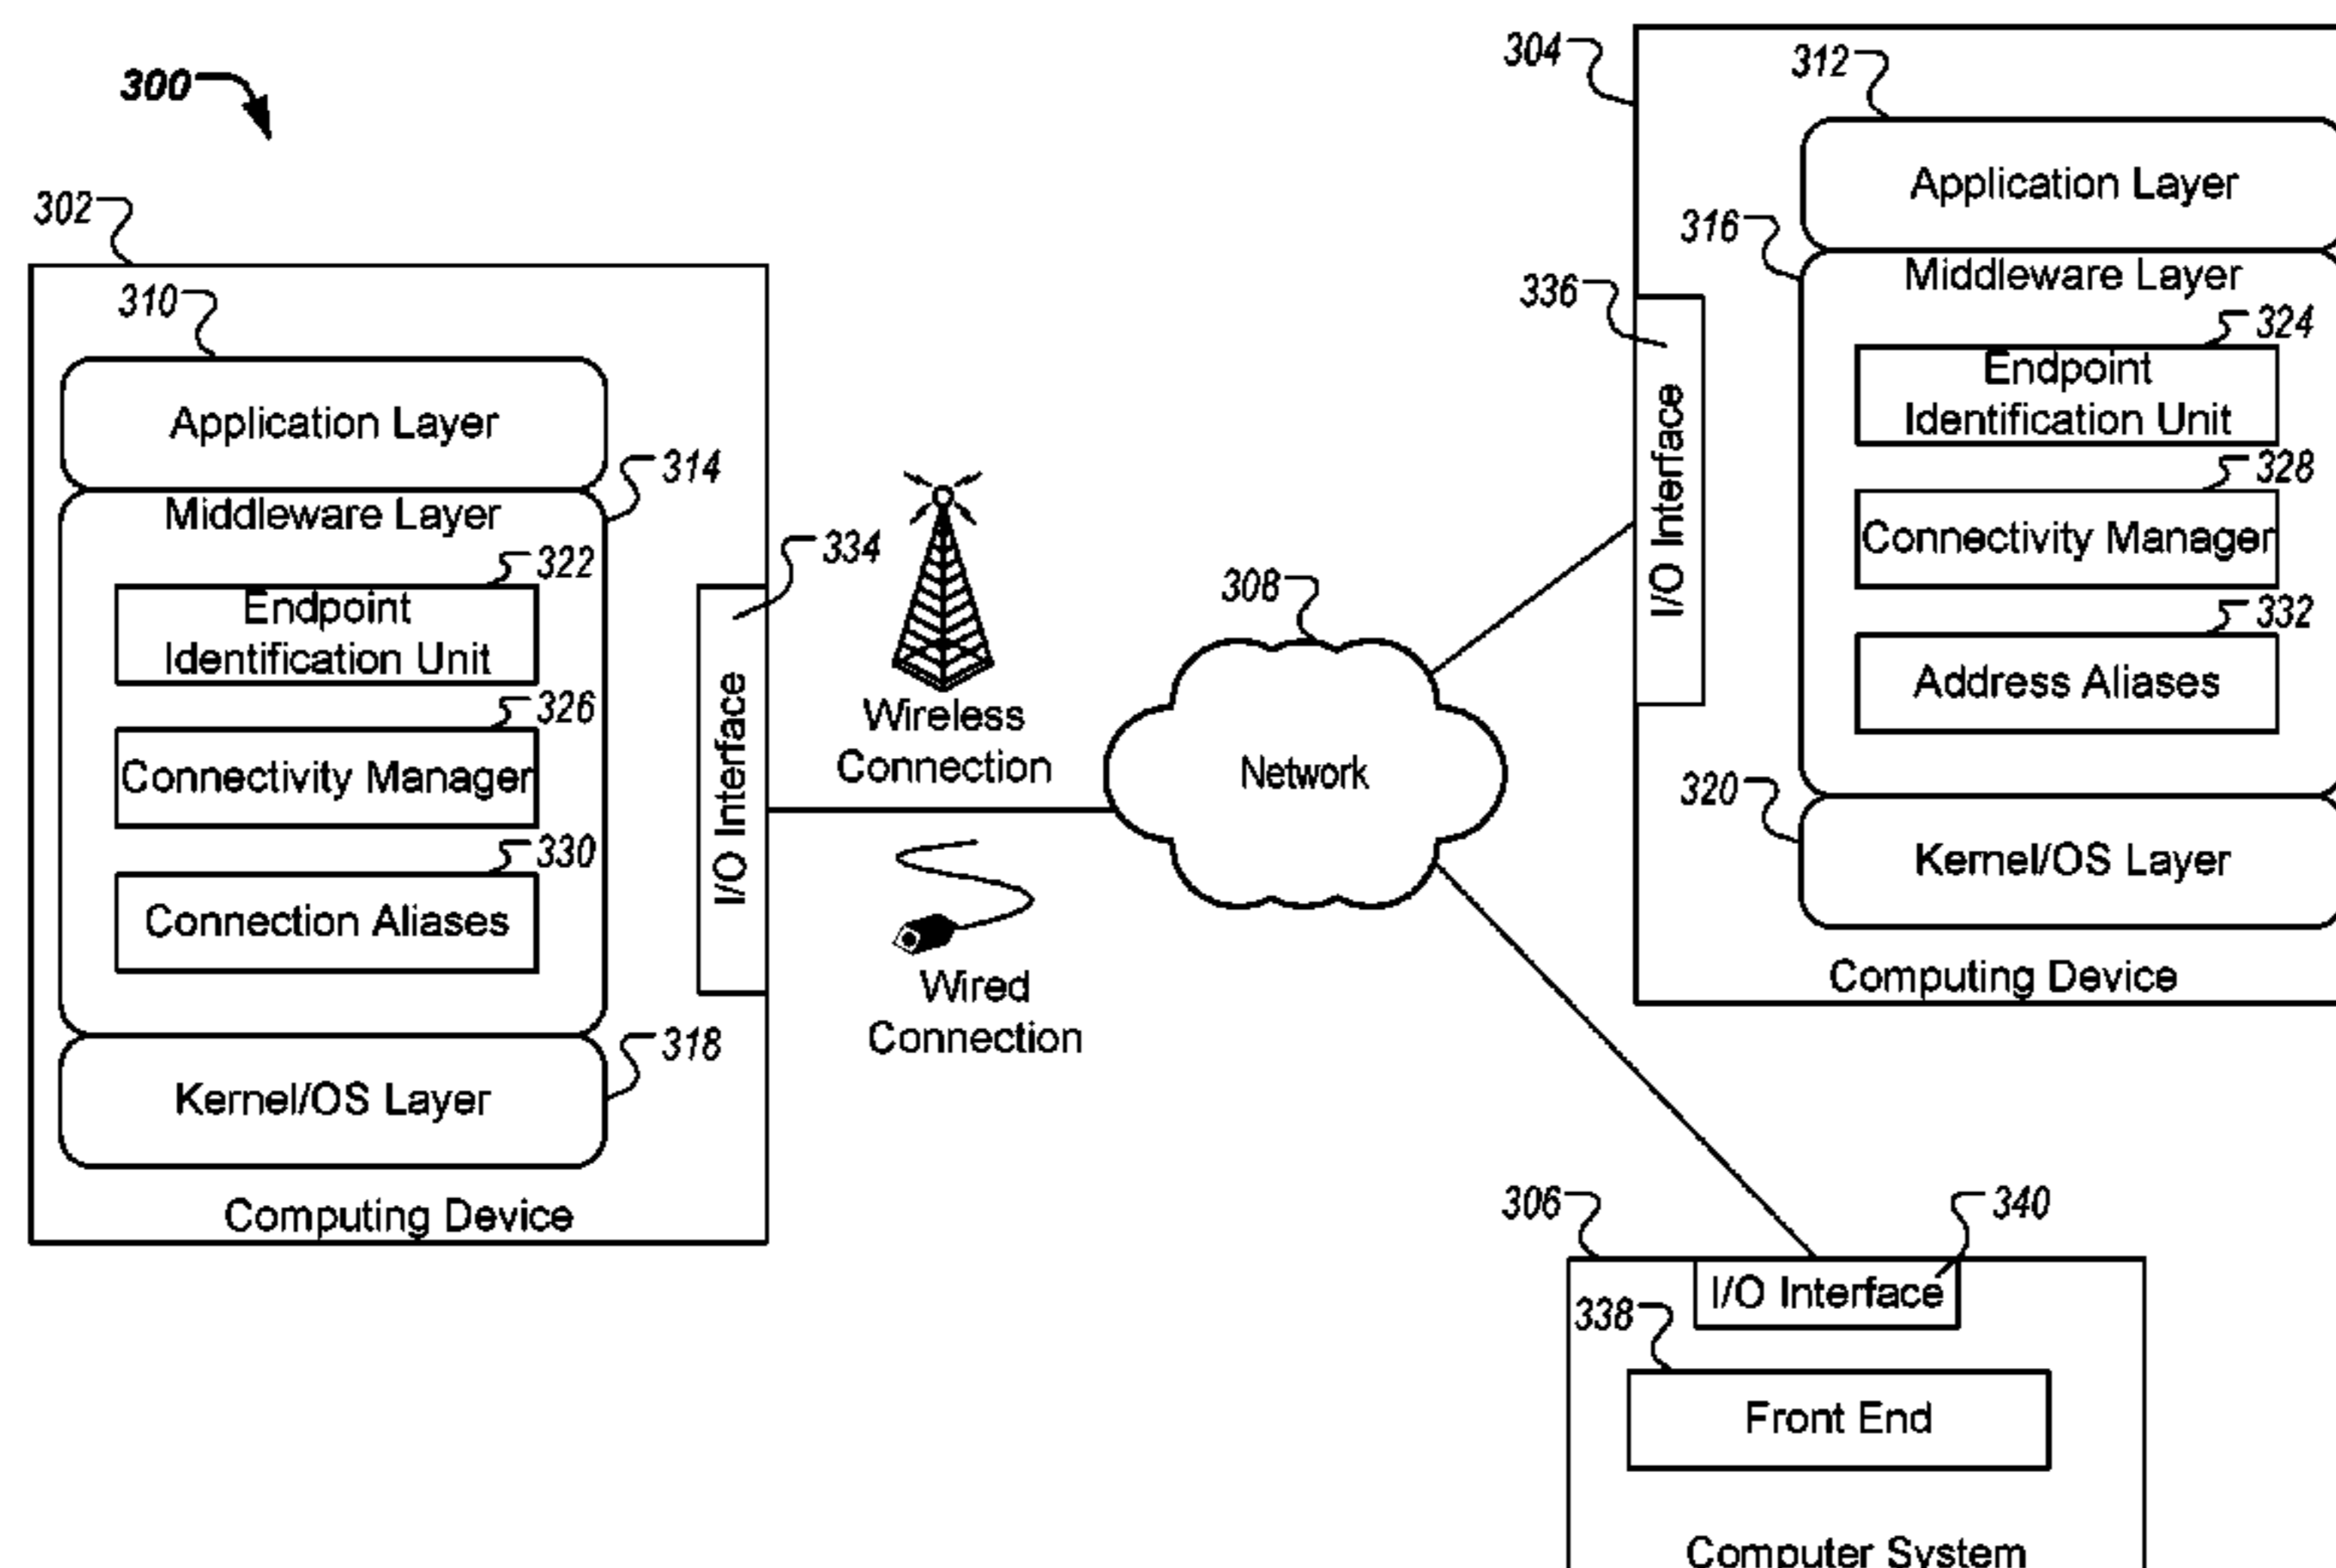 300
302
310
Application Layer
314
Middleware Layer
322
Endpoint
Identification Unit
326
Connectivity Manager
330
Connection Aliases
318
Kernel/OS Layer
Computing Device
334
I/O Interface
Wireless
Connection
Wired
Connection
308
Network
304
312
Application Layer
316
Middleware Layer
336
I/O Interface
324
Endpoint
Identification Unit
328
Connectivity Manager
332
Address Aliases
320
Kernel/OS Layer
Computing Device
306
340
I/O Interface
338
Front End
Computer System